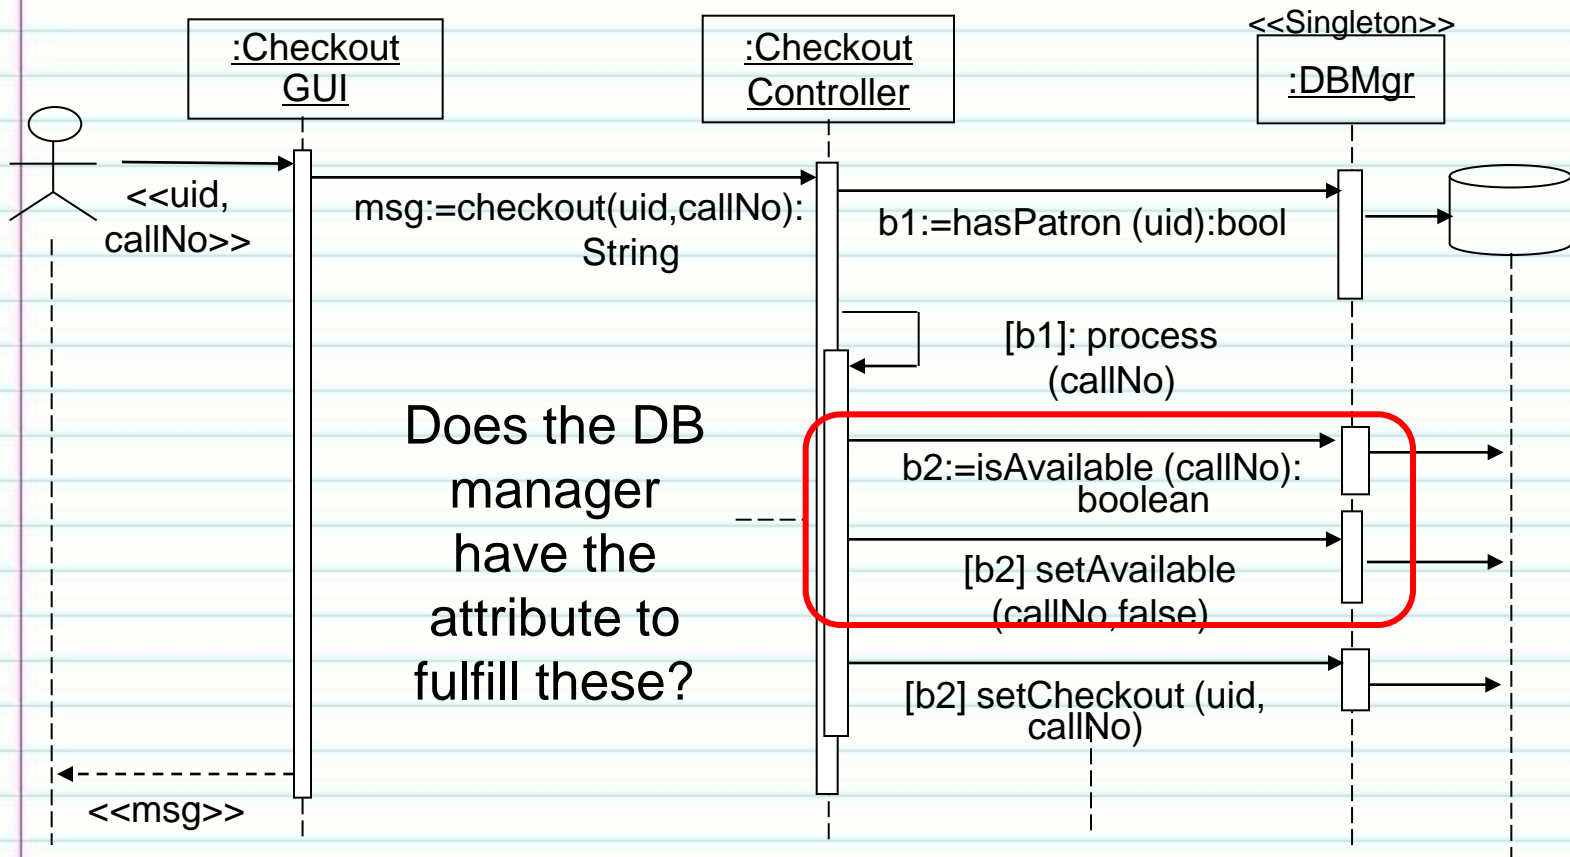 <<Singleton>>
:Checkout
GUI
:Checkout
Controller
:DBMgr
<<uid,
callNo>>
msg:=checkout(uid,callNo):
String
b1:=hasPatron (uid):bool
[b1]: process
(callNo)
Does the DB
manager
have the
attribute to
fulfill these?
b2:=isAvailable (callNo):
boolean
[b2] setAvailable
(callNo,false)
[b2] setCheckout (uid,
callNo)
<<msg>>